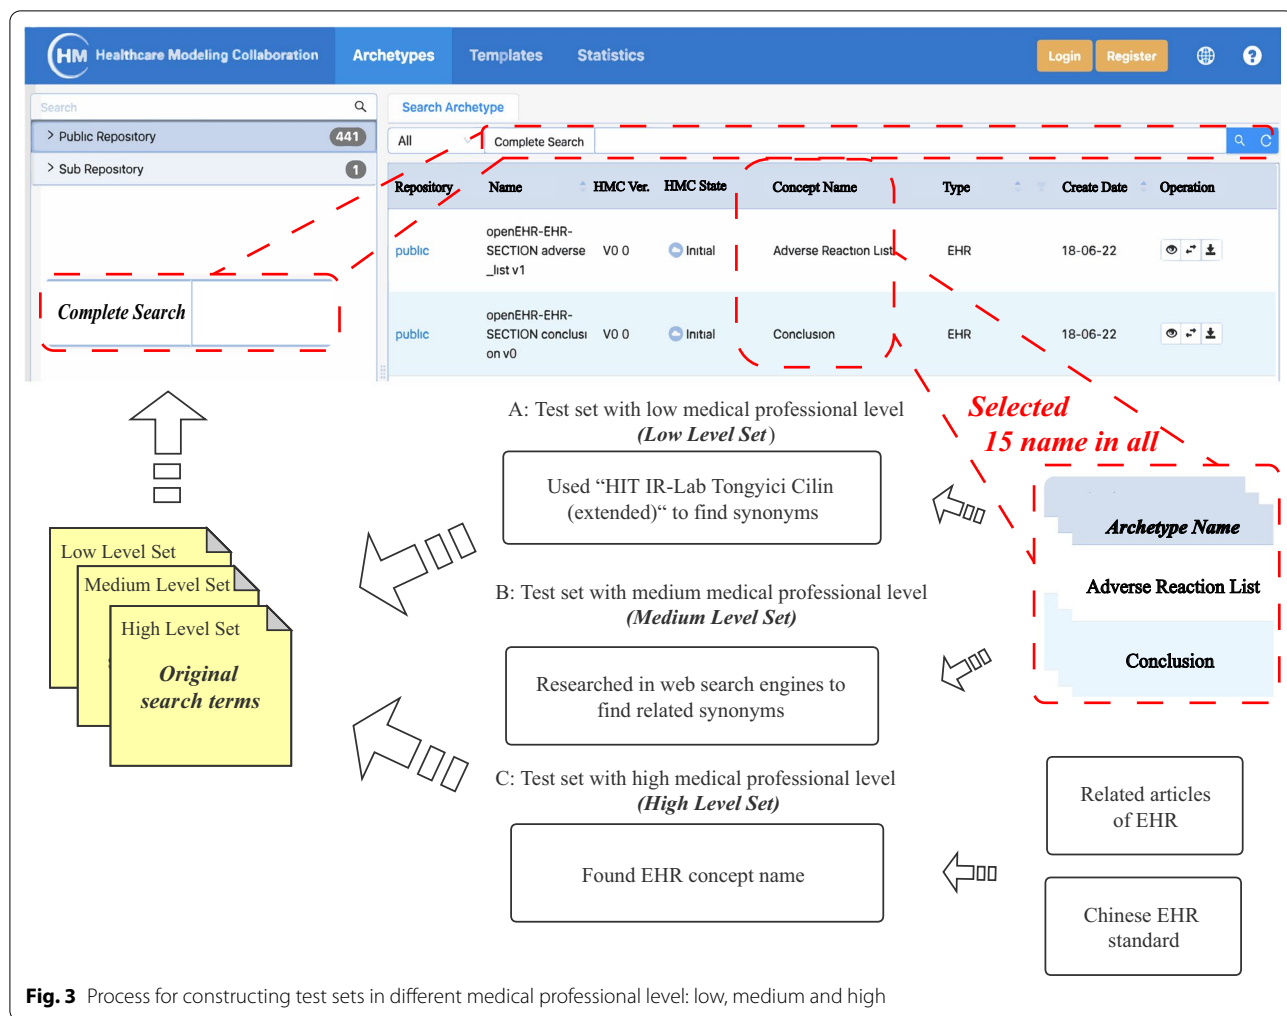 HM Healthcare Modeling Collaboration Archetypes Templates Statistics Login Register ?
Search
Search Archetype
> Public Repository 441
All Complete Search
> Sub Repository 1
Repository Name HMC Ver. HMC State Concept Name Type Create Date Operation
openEHR-EHR-
public SECTION adverse V0 0 Initial Adverse Reaction List EHR 18-06-22
_list v1
Complete Search
openEHR-EHR-
public SECTION conclusi V0 0 Initial Conclusion EHR 18-06-22
on v0
A: Test set with low medical professional level
(Low Level Set)
Selected
15 name in all
Used “HIT IR-Lab Tongyici Cilin
(extended)“ to find synonyms
Archetype Name
Adverse Reaction List
Conclusion
B: Test set with medium medical professional level
(Medium Level Set)
Researched in web search engines to
find related synonyms
Low Level Set
Medium Level Set
High Level Set
Original
search terms
C: Test set with high medical professional level
(High Level Set)
Found EHR concept name
Related articles
of EHR
Chinese EHR
standard
Fig. 3 Process for constructing test sets in different medical professional level: low, medium and high